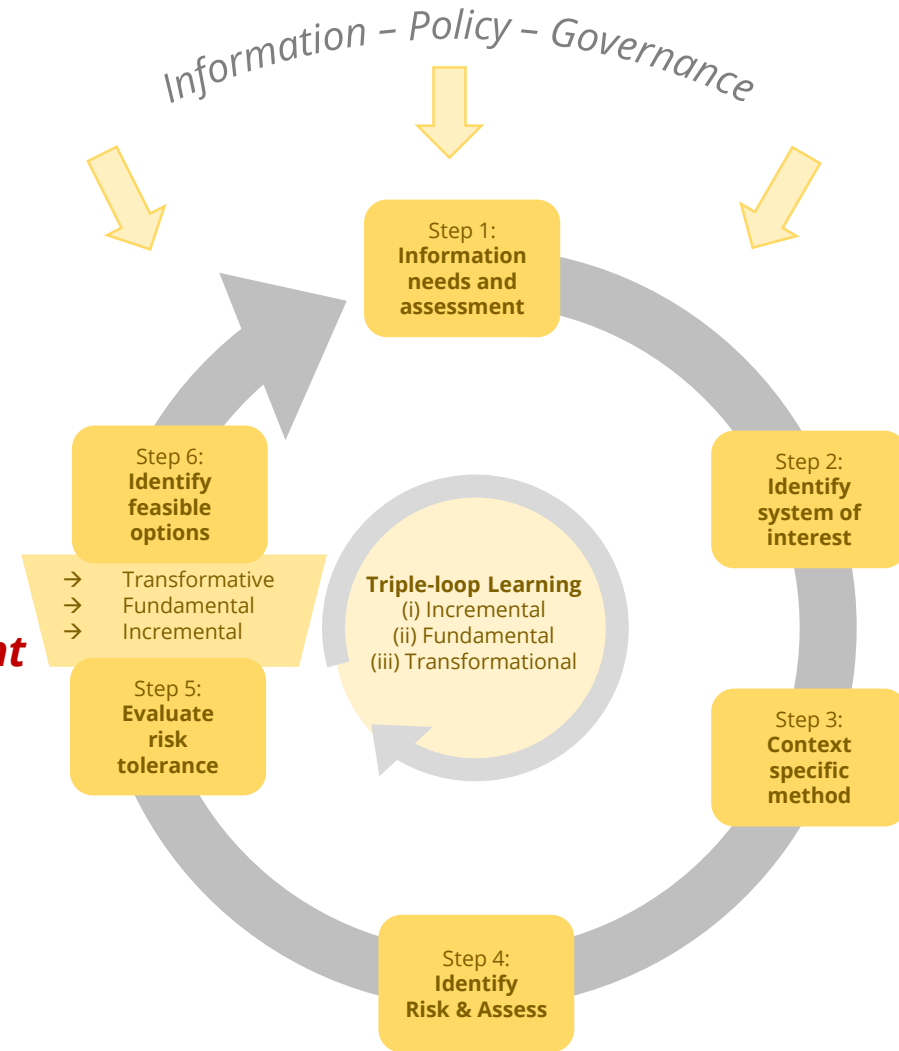 Information – Policy – Governance
Step 1:
Information
needs and
assessment
Step 2:
Identify
system of
interest
Step 3:
Context
specific
method
Step 4:
Identify
Risk & Assess
Step 5:
Evaluate
risk
tolerance
→ Transformative
→ Fundamental
→ Incremental
Step 6:
Identify
feasible
options
Triple-loop Learning
(i) Incremental
(ii) Fundamental
(iii) Transformational